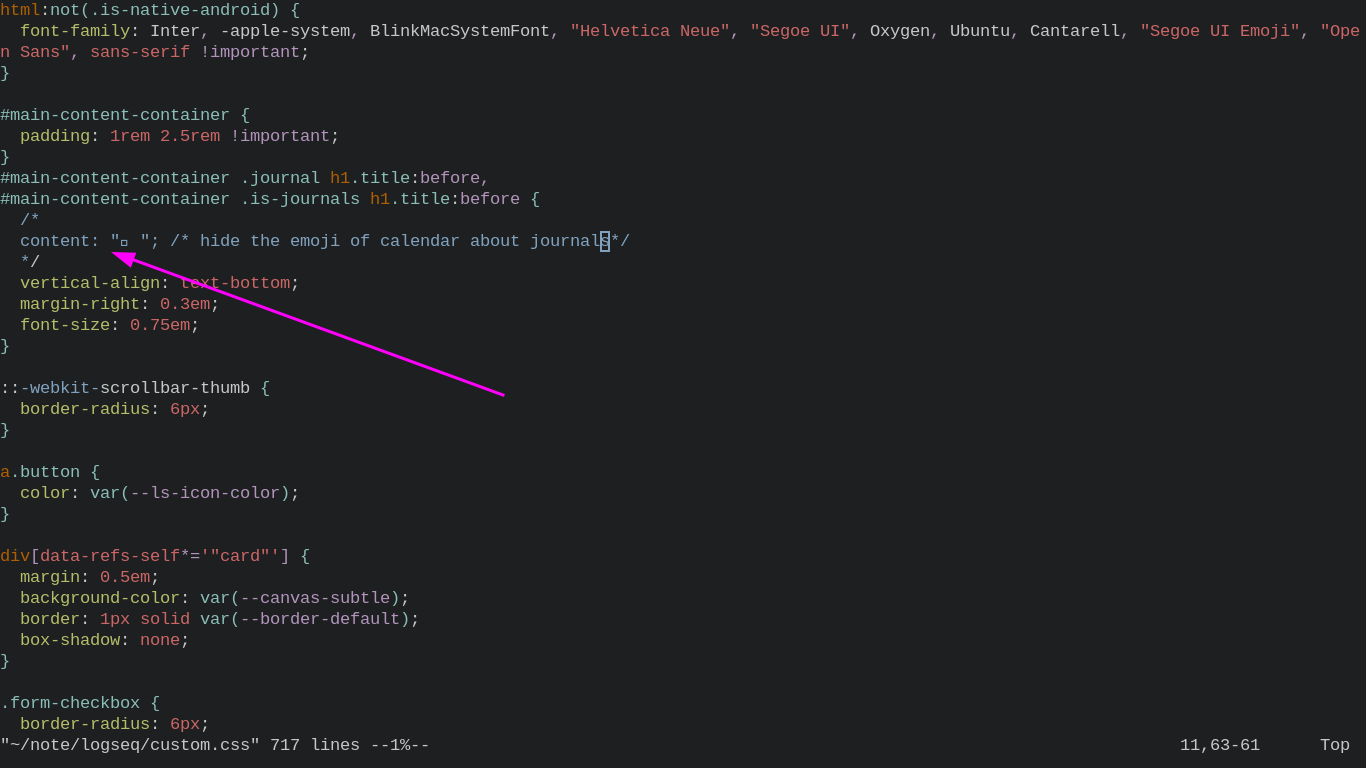 html:not(.is-native-android) {
  font-family: Inter, -apple-system, BlinkMacSystemFont, "Helvetica Neue", "Segoe UI", Oxygen, Ubuntu, Cantarell, "Segoe UI Emoji", "Ope
n Sans", sans-serif !important;
}

#main-content-container {
  padding: 1rem 2.5rem !important;
}
#main-content-container .journal h1.title:before,
#main-content-container .is-journals h1.title:before {
  /*
  content: "▯ "; /* hide the emoji of calendar about journals*/
  */
  vertical-align: text-bottom;
  margin-right: 0.3em;
  font-size: 0.75em;
}

::-webkit-scrollbar-thumb {
  border-radius: 6px;
}

a.button {
  color: var(--ls-icon-color);
}

div[data-refs-self*='"card"'] {
  margin: 0.5em;
  background-color: var(--canvas-subtle);
  border: 1px solid var(--border-default);
  box-shadow: none;
}

.form-checkbox {
  border-radius: 6px;
"~/note/logseq/custom.css" 717 lines --1%-- 11,63-61 Top